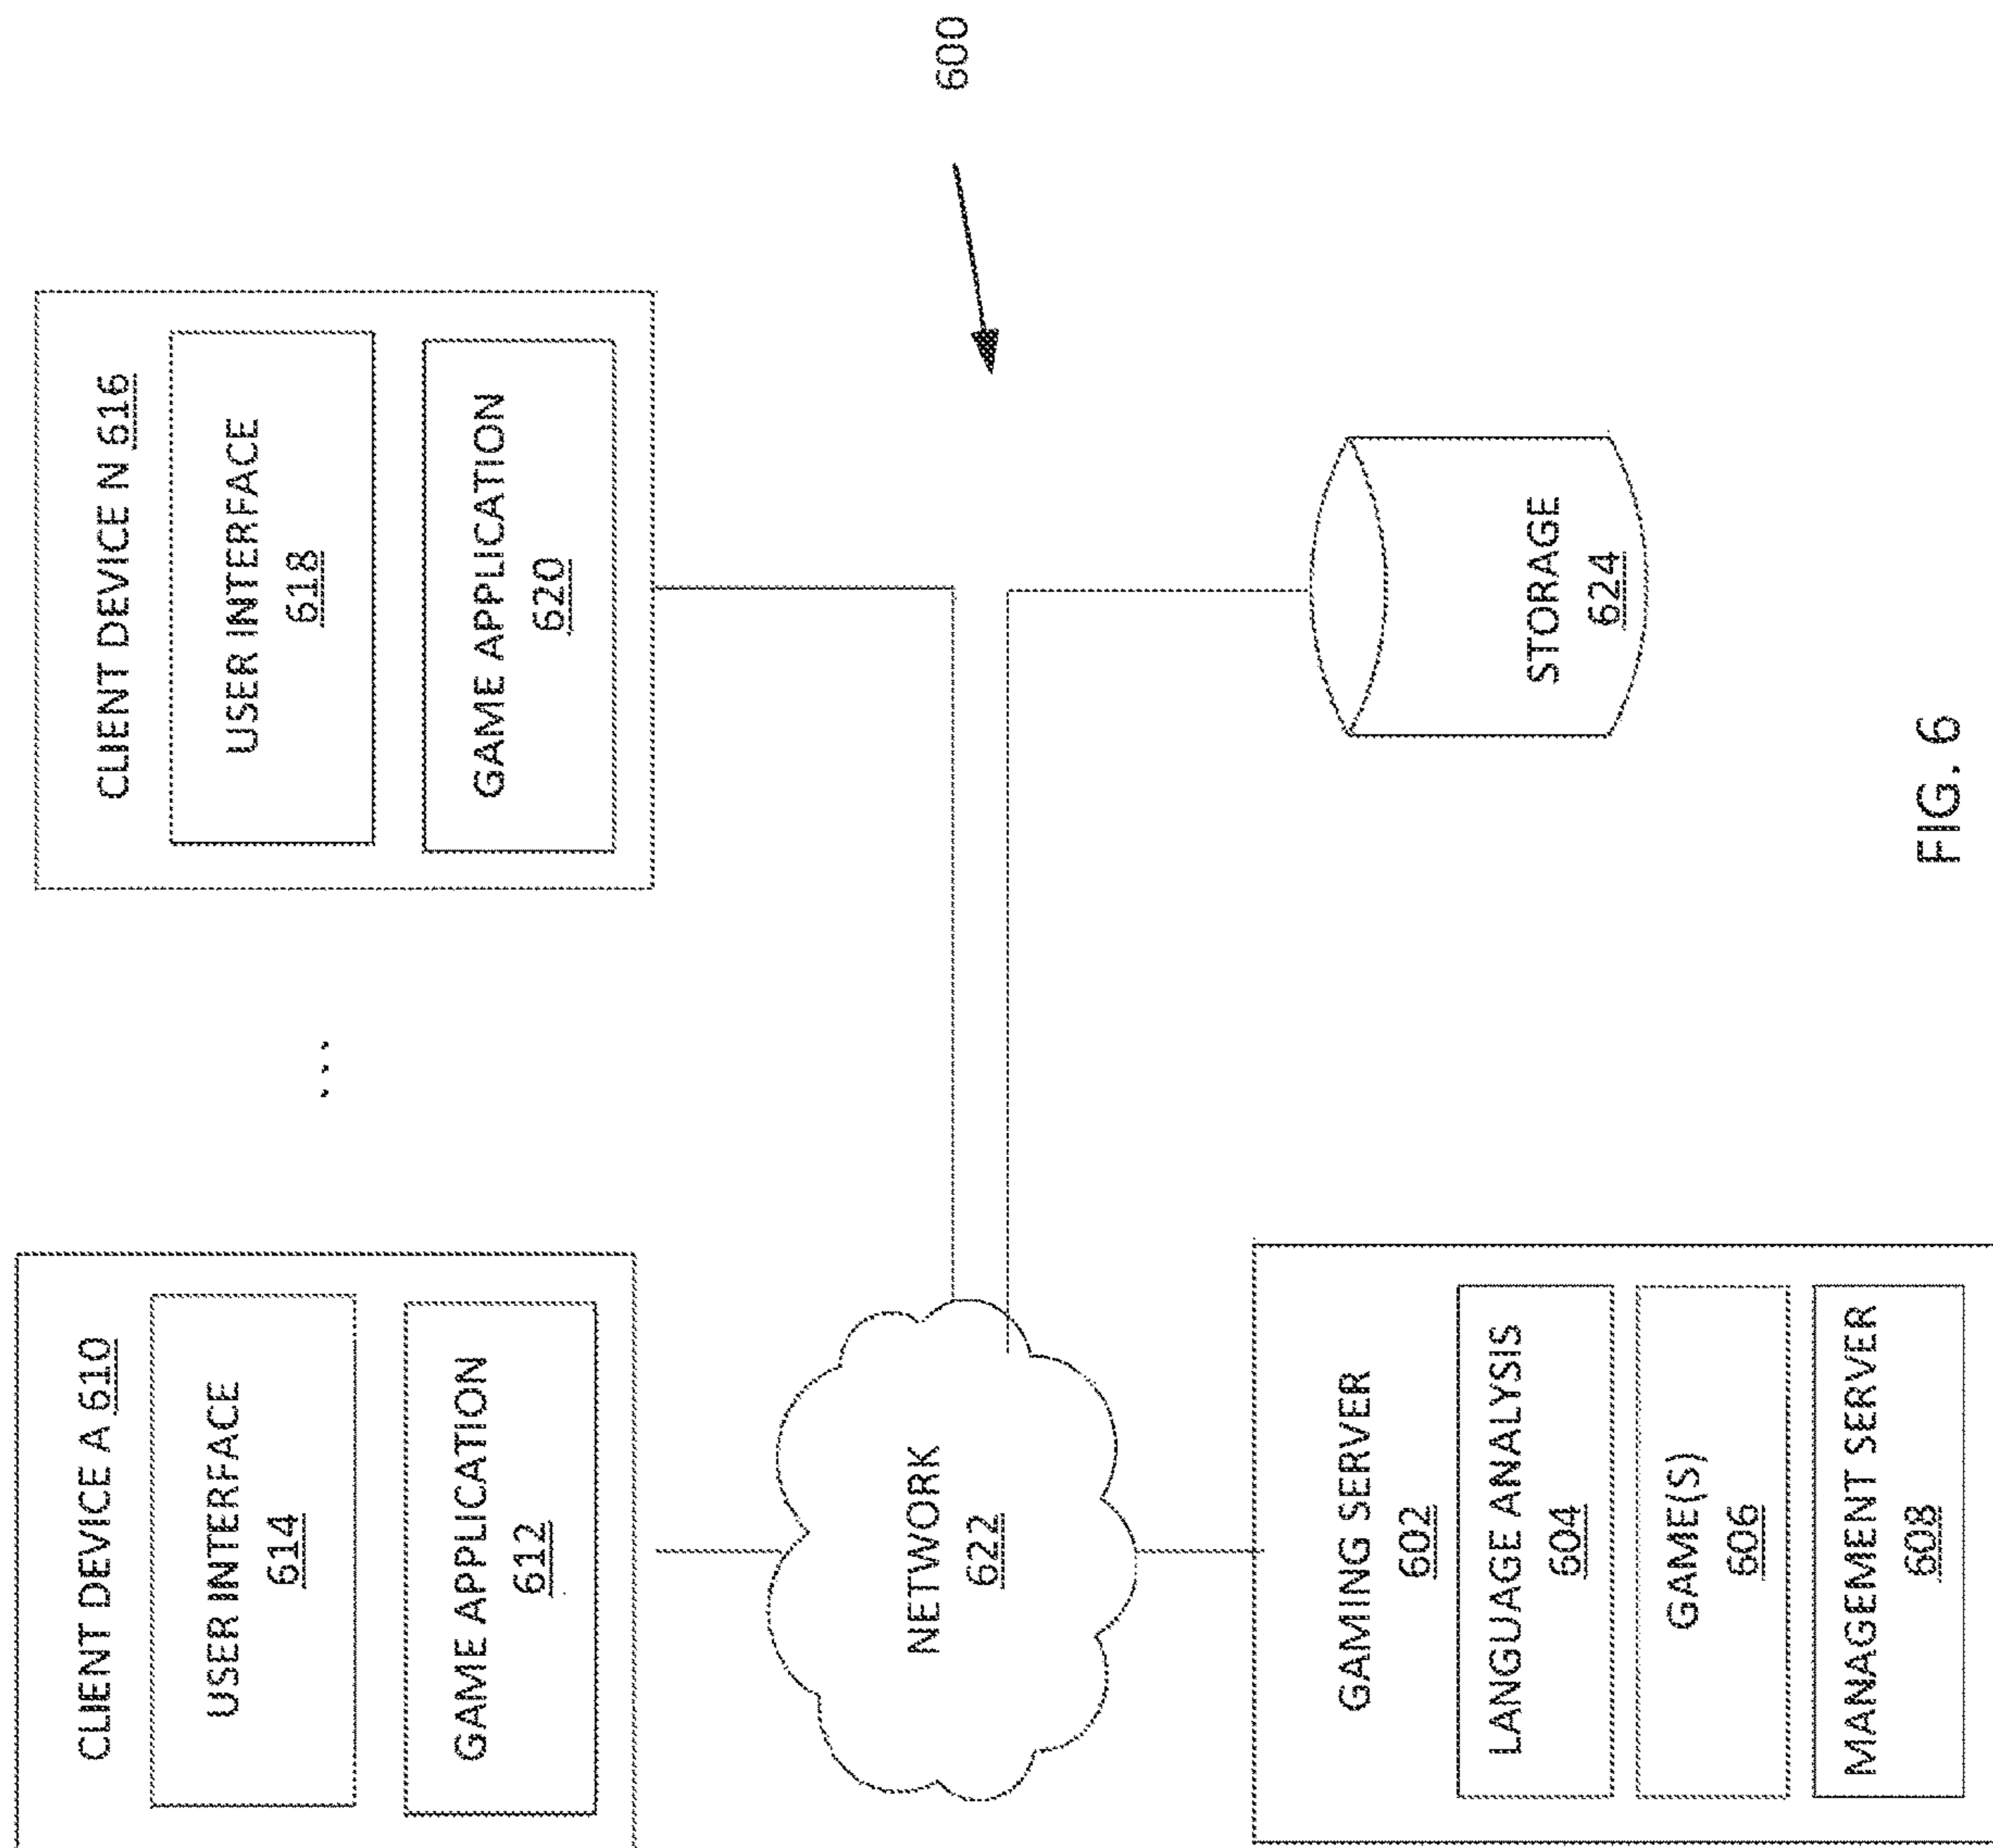 CLIENT DEVICE A 610
USER INTERFACE
614
GAME APPLICATION
612
...
CLIENT DEVICE N 616
USER INTERFACE
618
GAME APPLICATION
620
NETWORK
622
600
GAMING SERVER
602
LANGUAGE ANALYSIS
604
GAME(S)
606
MANAGEMENT SERVER
608
STORAGE
624
FIG. 6